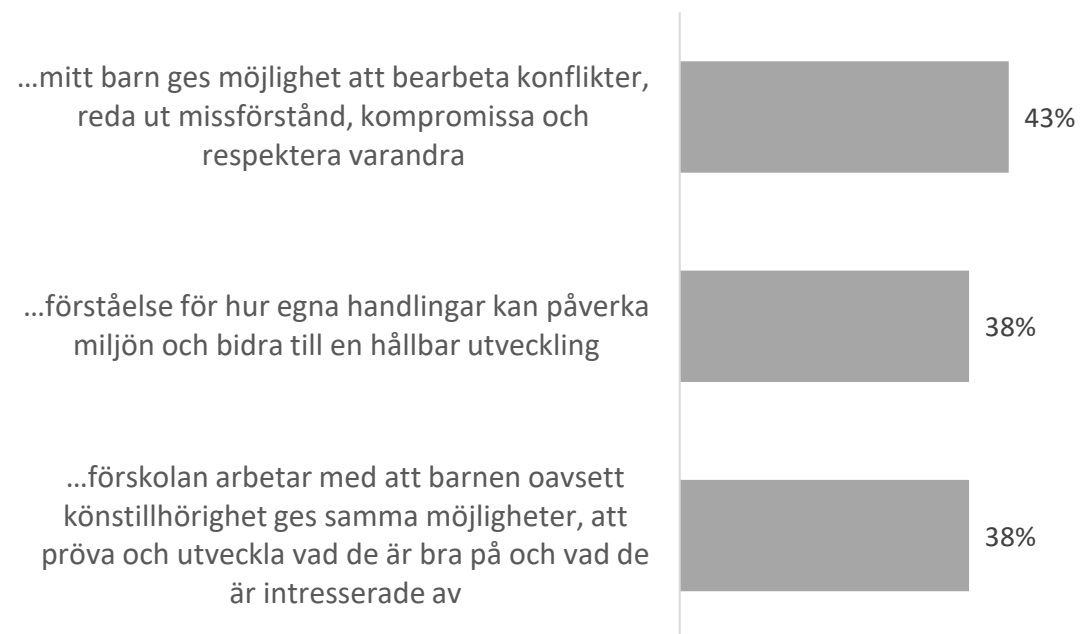 …mitt barn ges möjlighet att bearbeta konflikter,
reda ut missförstånd, kompromissa och
respektera varandra
43%
…förståelse för hur egna handlingar kan påverka
miljön och bidra till en hållbar utveckling
38%
…förskolan arbetar med att barnen oavsett
könstillhörighet ges samma möjligheter, att
pröva och utveckla vad de är bra på och vad de
är intresserade av
38%